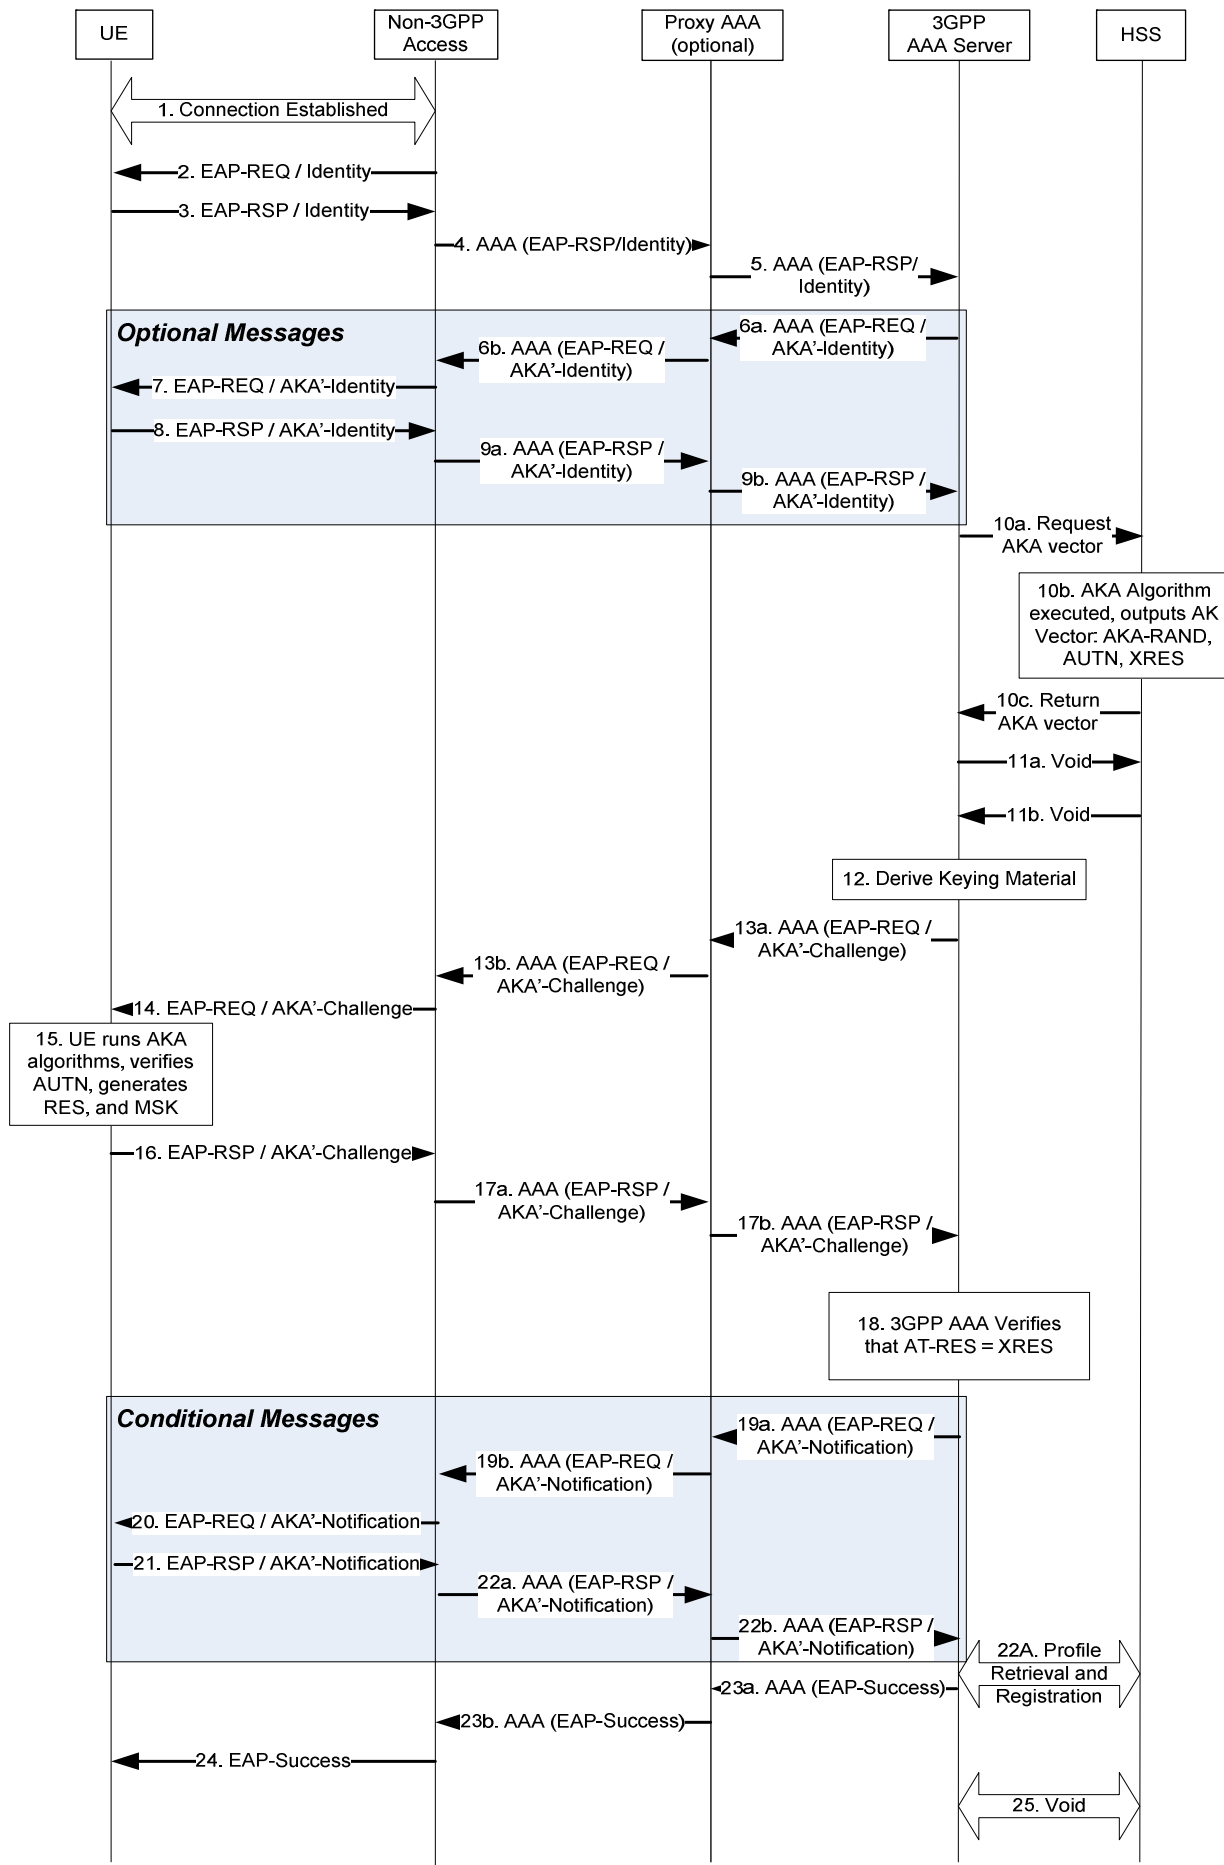 UE
Non-3GPP
Access
Proxy AAA
(optional)
3GPP
AAA Server
HSS
1. Connection Established
2. EAP-REQ / Identity
3. EAP-RSP / Identity
4. AAA (EAP-RSP/Identity)
5. AAA (EAP-RSP/
Identity)
Optional Messages
6a. AAA (EAP-REQ /
AKA'-Identity)
6b. AAA (EAP-REQ /
AKA'-Identity)
7. EAP-REQ / AKA'-Identity
8. EAP-RSP / AKA'-Identity
9a. AAA (EAP-RSP /
AKA'-Identity)
9b. AAA (EAP-RSP /
AKA'-Identity)
10a. Request
AKA vector
10b. AKA Algorithm
executed, outputs AK
Vector: AKA-RAND,
AUTN, XRES
10c. Return
AKA vector
11a. Void
11b. Void
12. Derive Keying Material
13a. AAA (EAP-REQ /
AKA'-Challenge)
13b. AAA (EAP-REQ /
AKA'-Challenge)
14. EAP-REQ / AKA'-Challenge
15. UE runs AKA
algorithms, verifies
AUTN, generates
RES, and MSK
16. EAP-RSP / AKA'-Challenge
17a. AAA (EAP-RSP /
AKA'-Challenge)
17b. AAA (EAP-RSP /
AKA'-Challenge)
18. 3GPP AAA Verifies
that AT-RES = XRES
Conditional Messages
19a. AAA (EAP-REQ /
AKA'-Notification)
19b. AAA (EAP-REQ /
AKA'-Notification)
20. EAP-REQ / AKA'-Notification
21. EAP-RSP / AKA'-Notification
22a. AAA (EAP-RSP /
AKA'-Notification)
22b. AAA (EAP-RSP /
AKA'-Notification)
22A. Profile
Retrieval and
Registration
23a. AAA (EAP-Success)
23b. AAA (EAP-Success)
24. EAP-Success
25. Void